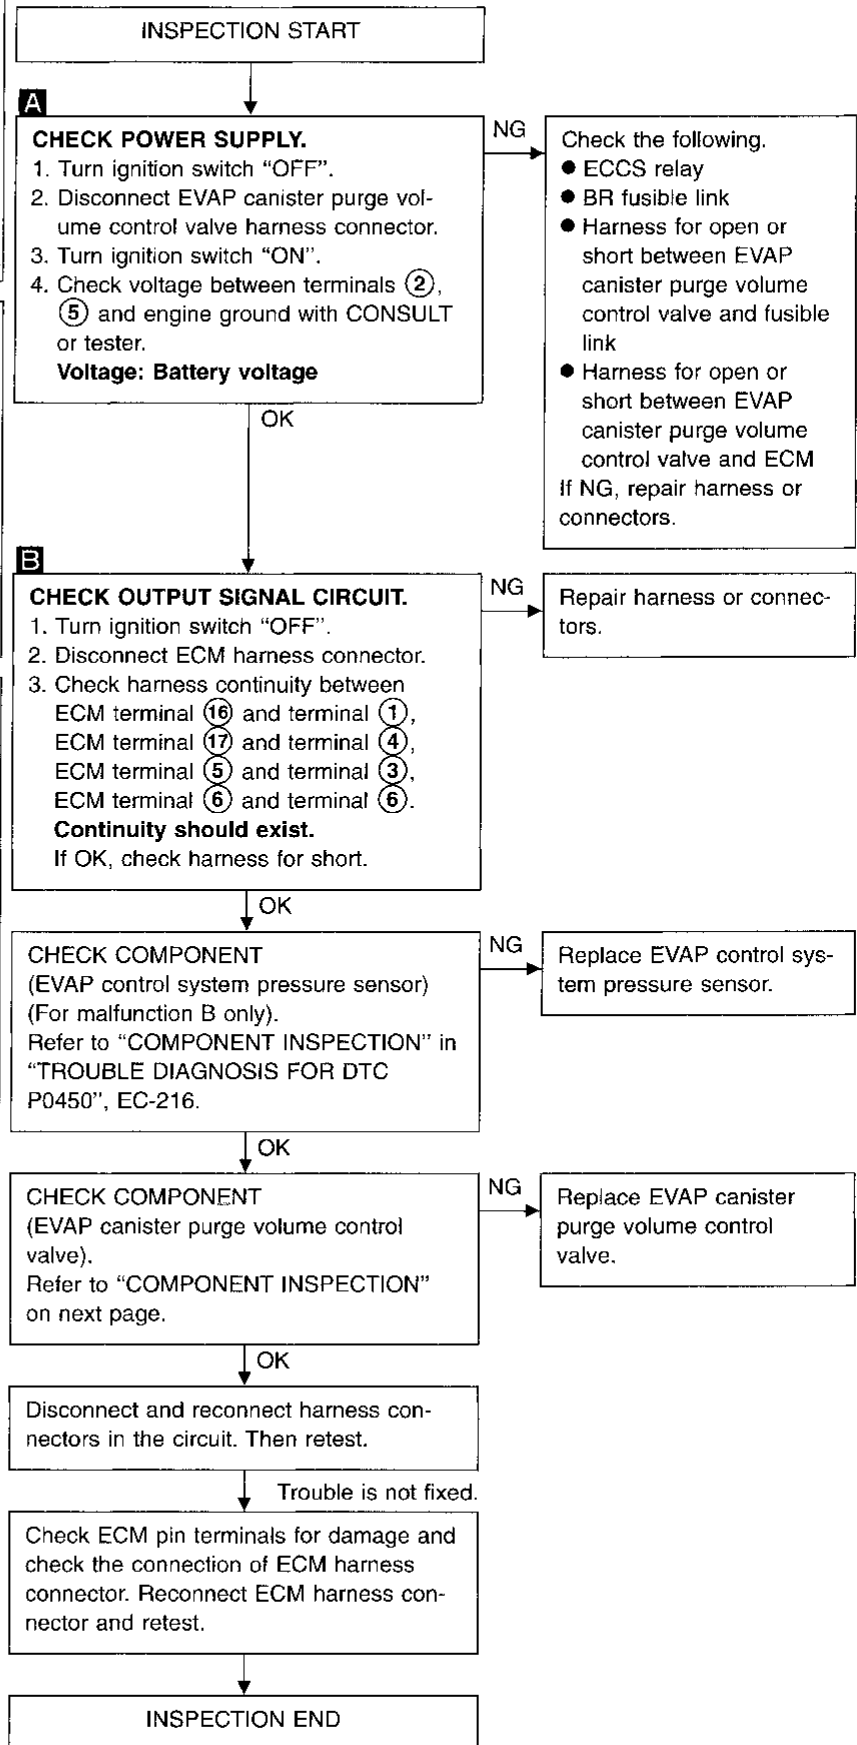 INSPECTION START
A
CHECK POWER SUPPLY.
1. Turn ignition switch “OFF”.
2. Disconnect EVAP canister purge vol-
ume control valve harness connector.
3. Turn ignition switch “ON”.
4. Check voltage between terminals ②,
⑤ and engine ground with CONSULT
or tester.
Voltage: Battery voltage
NG
Check the following.
● ECCS relay
● BR fusible link
● Harness for open or
short between EVAP
canister purge volume
control valve and fusible
link
● Harness for open or
short between EVAP
canister purge volume
control valve and ECM
If NG, repair harness or
connectors.
OK
B
CHECK OUTPUT SIGNAL CIRCUIT.
1. Turn ignition switch “OFF”.
2. Disconnect ECM harness connector.
3. Check harness continuity between
ECM terminal ⑯ and terminal ①,
ECM terminal ⑰ and terminal ④,
ECM terminal ⑤ and terminal ③,
ECM terminal ⑥ and terminal ⑥.
Continuity should exist.
If OK, check harness for short.
NG
Repair harness or connec-
tors.
OK
CHECK COMPONENT
(EVAP control system pressure sensor)
(For malfunction B only).
Refer to “COMPONENT INSPECTION” in
“TROUBLE DIAGNOSIS FOR DTC
P0450”, EC-216.
NG
Replace EVAP control sys-
tem pressure sensor.
OK
CHECK COMPONENT
(EVAP canister purge volume control
valve).
Refer to “COMPONENT INSPECTION”
on next page.
NG
Replace EVAP canister
purge volume control
valve.
OK
Disconnect and reconnect harness con-
nectors in the circuit. Then retest.
Trouble is not fixed.
Check ECM pin terminals for damage and
check the connection of ECM harness
connector. Reconnect ECM harness con-
nector and retest.
INSPECTION END